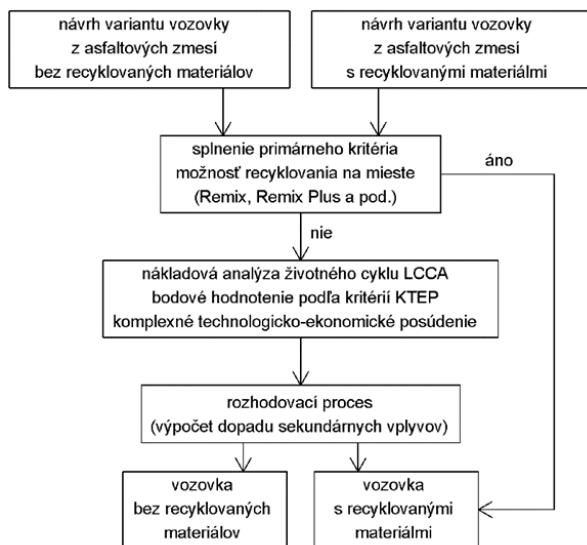 návrh variantu vozovky
z asfaltových zmesí
bez recyklovaných materiálov
návrh variantu vozovky
z asfaltových zmesí
s recyklovanými materiálmi
splnenie primárneho kritéria
možnosť recyklovania na mieste
(Remix, Remix Plus a pod.)
áno
nie
nákladová analýza životného cyklu LCCA
bodové hodnotenie podľa kritérií KTEP
komplexné technologicko-ekonomické posúdenie
rozhodovací proces
(výpočet dopadu sekundárnych vplyvov)
vozovka
bez recyklovaných
materiálov
vozovka
s recyklovanými
materiálmi